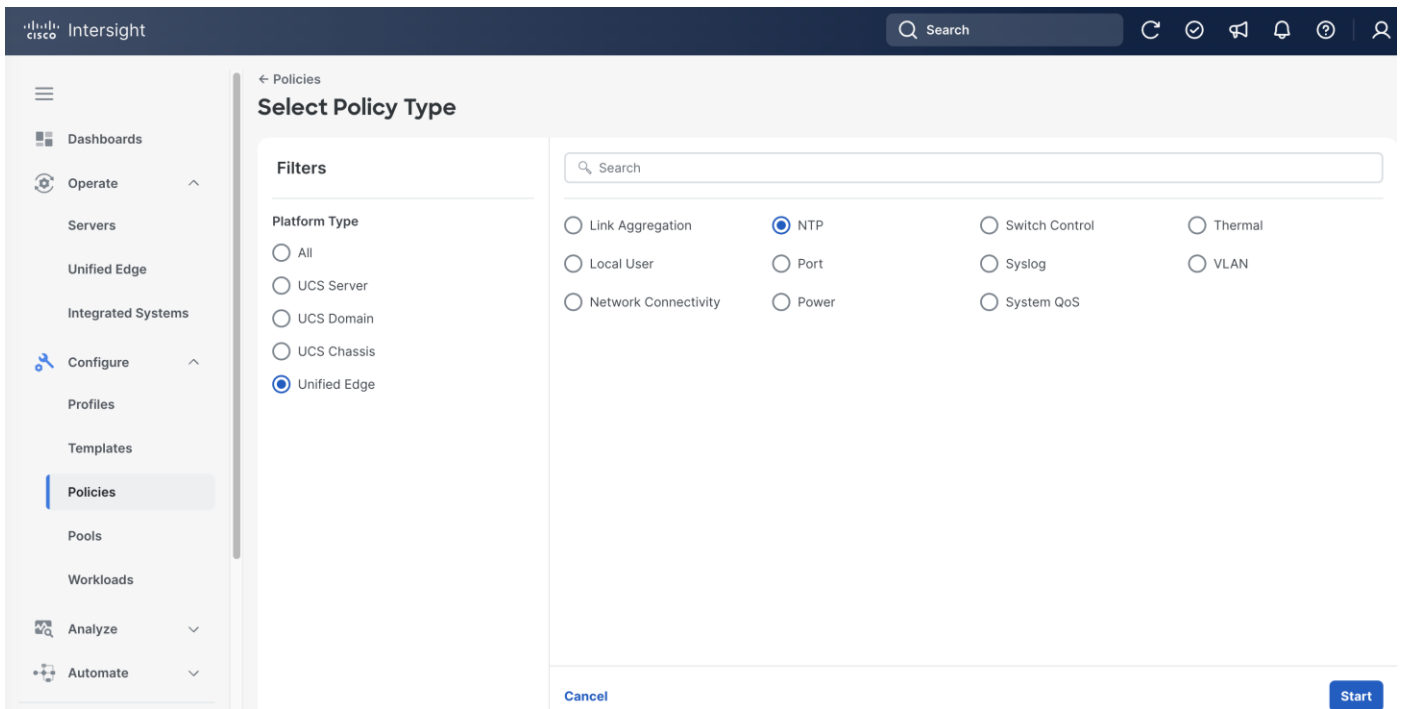 cisco Intersight
Search
← Policies
Select Policy Type
Dashboards
Operate
Servers
Unified Edge
Integrated Systems
Configure
Profiles
Templates
Policies
Pools
Workloads
Analyze
Automate
Filters
Platform Type
All
UCS Server
UCS Domain
UCS Chassis
Unified Edge
Search
Link Aggregation NTP Switch Control Thermal
Local User Port Syslog VLAN
Network Connectivity Power System QoS
Cancel Start